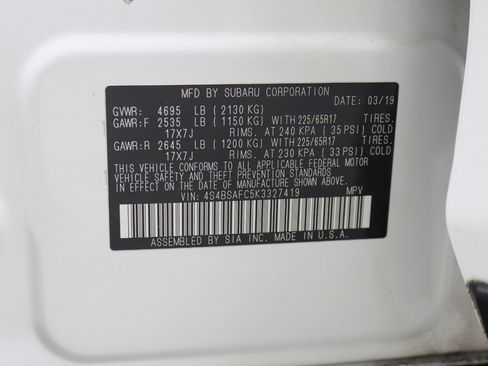 MFD BY SUBARU CORPORATION
GVWR: 4695 LB (2130 KG) DATE: 03/19
GAWR:F 2535 LB (1150KG) WITH 225/65R17 TIRES.
17X7J RIMS. AT 240 KPA (35 PSI) COLD
GAWR:R 2645 LB (1200 KG) WITH 225/65R17 TIRES.
17X7J RIMS. AT 230 KPA (33 PSI) COLD
THIS VEHICLE CONFORMS TO ALL APPLICABLE FEDERAL MOTOR
VEHICLE SAFETY AND THEFT PREVENTION STANDARDS
IN EFFECT ON THE DATE OF MANUFACTURE SHOWN ABOVE.
VIN: 4S4BSAFC5K3327419 MPV
ASSEMBLED BY SIA INC. MADE IN U.S.A.